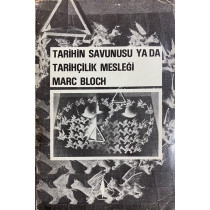 TARİHİN SAVUNUSU YA DA
TARİHÇİLİK MESLEĞİ
MARC BLOCH